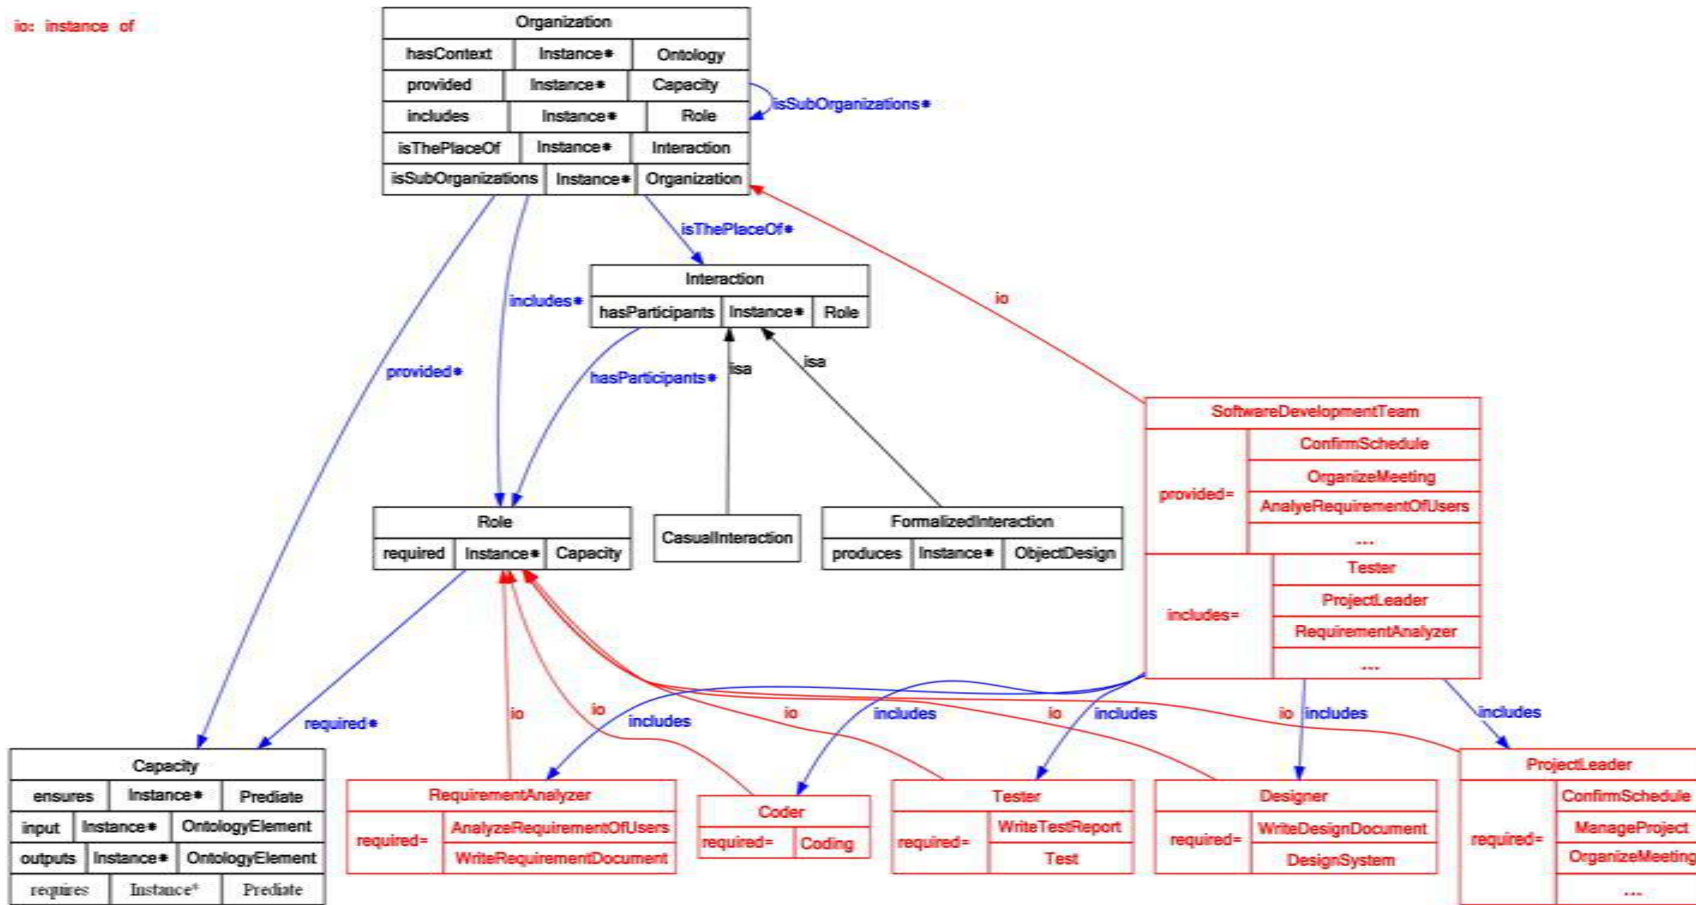 io: instance of
Organization
hasContext Instance* Ontology
provided Instance* Capacity
includes Instance* Role
isThePlaceOf Instance* Interaction
isSubOrganizations Instance* Organization
isSubOrganizations*
isThePlaceOf*
Interaction
hasParticipants Instance* Role
includes*
io
provided*
hasParticipants*
isa
isa
SoftwareDevelopmentTeam
provided=
ConfirmSchedule
OrganizeMeeting
AnalyeRequirementOfUsers
...
includes=
Tester
ProjectLeader
RequirementAnalyzer
...
Role
required Instance* Capacity
CasualInteraction
FormalizedInteraction
produces Instance* ObjectDesign
required*
io
io
includes
io
includes
io
includes
io
includes
includes
Capacity
ensures Instance* Prediate
input Instance* OntologyElement
outputs Instance* OntologyElement
requires Instance* Prediate
RequirementAnalyzer
required=
AnalyzeRequirementOfUsers
WriteRequirementDocument
Coder
required= Coding
Tester
required=
WriteTestReport
Test
Designer
required=
WriteDesignDocument
DesignSystem
ProjectLeader
required=
ConfirmSchedule
ManageProject
OrganizeMeeting
...